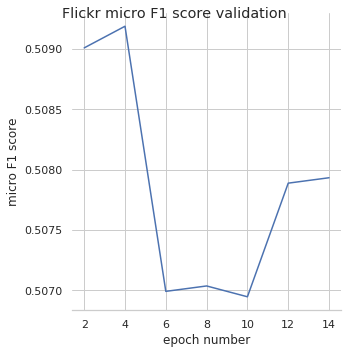 Flickr micro F1 score validation
micro F1 score
0.5090
0.5085
0.5080
0.5075
0.5070
2 4 6 8 10 12 14
epoch number